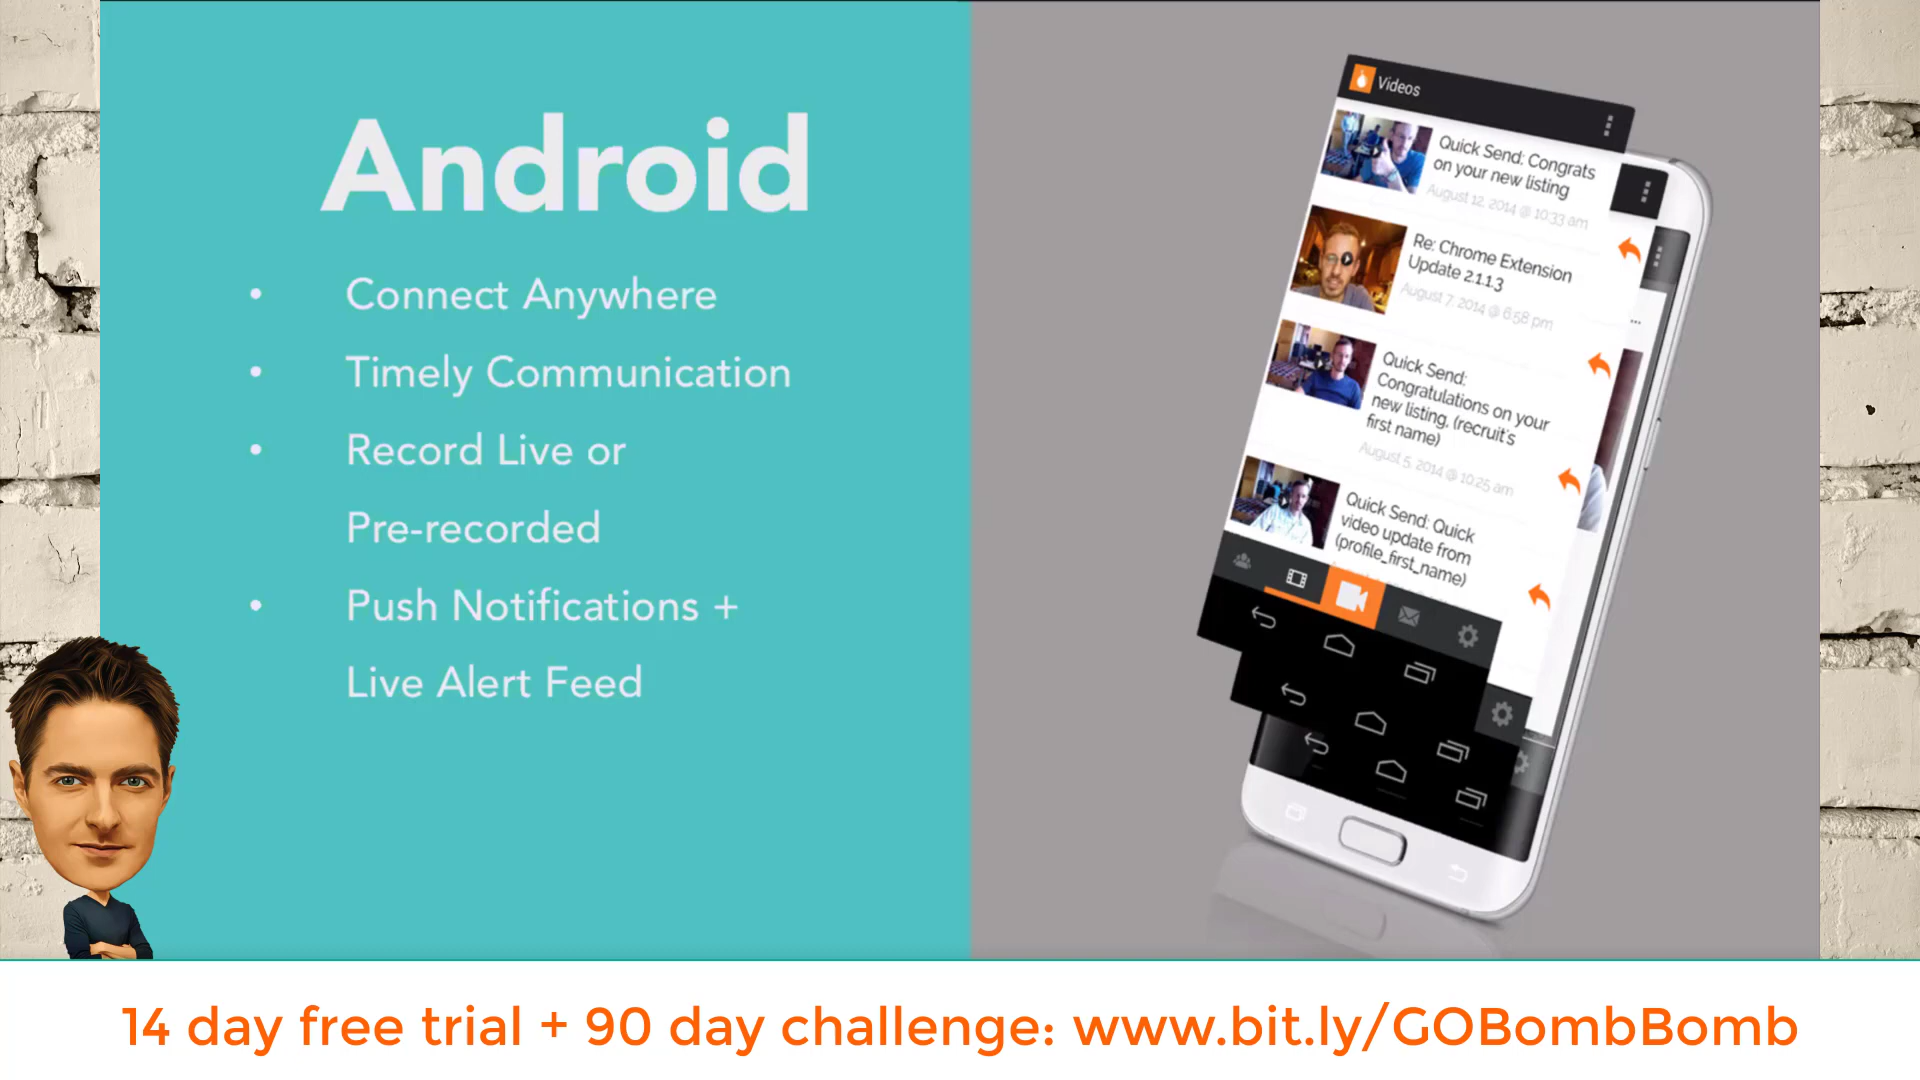 Android
• Connect Anywhere
• Timely Communication
• Record Live or
Pre-recorded
• Push Notifications +
Live Alert Feed
Videos
Quick Send: Congrats
on your new listing
August 12, 2014 @ 10:33 am
Re: Chrome Extension
Update 2.1.1.3
August 7, 2014 @ 6:58 pm
Quick Send:
Congratulations on your
new listing, (recruit's
first name)
August 5, 2014 @ 10:25 am
Quick Send: Quick
video update from
(profile_first_name)
14 day free trial + 90 day challenge: www.bit.ly/GOBombBomb